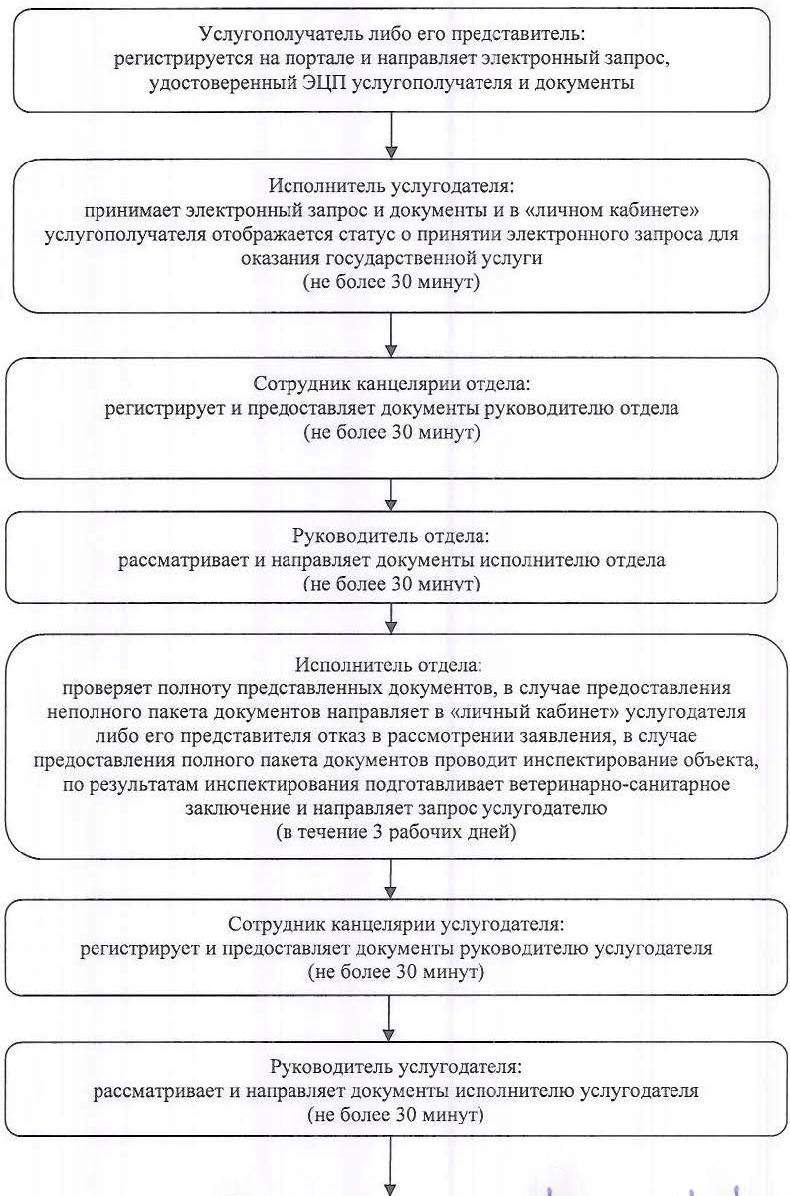 Услугополучатель либо его представитель:
регистрируется на портале и направляет электронный запрос,
удостоверенный ЭЦП услугополучателя и документы
Исполнитель услугодателя:
принимает электронный запрос и документы и в «личном кабинете»
услугополучателя отображается статус о принятии электронного запроса для
оказания государственной услуги
(не более 30 минут)
Сотрудник канцелярии отдела:
регистрирует и предоставляет документы руководителю отдела
(не более 30 минут)
Руководитель отдела:
рассматривает и направляет документы исполнителю отдела
(не более 30 минут)
Исполнитель отдела:
проверяет полноту представленных документов, в случае предоставления
неполного пакета документов направляет в «личный кабинет» услугодателя
либо его представителя отказ в рассмотрении заявления, в случае
предоставления полного пакета документов проводит инспектирование объекта,
по результатам инспектирования подготавливает ветеринарно-санитарное
заключение и направляет запрос услугодателю
(в течение 3 рабочих дней)
Сотрудник канцелярии услугодателя:
регистрирует и предоставляет документы руководителю услугодателя
(не более 30 минут)
Руководитель услугодателя:
рассматривает и направляет документы исполнителю услугодателя
(не более 30 минут)